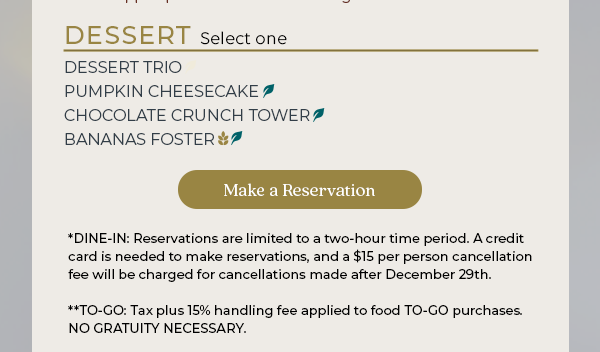 DESSERT Select one
DESSERT TRIO
PUMPKIN CHEESECAKE
CHOCOLATE CRUNCH TOWER
BANANAS FOSTER
Make a Reservation
*DINE-IN: Reservations are limited to a two-hour time period. A credit
card is needed to make reservations, and a $15 per person cancellation
fee will be charged for cancellations made after December 29th.
**TO-GO: Tax plus 15% handling fee applied to food TO-GO purchases.
NO GRATUITY NECESSARY.